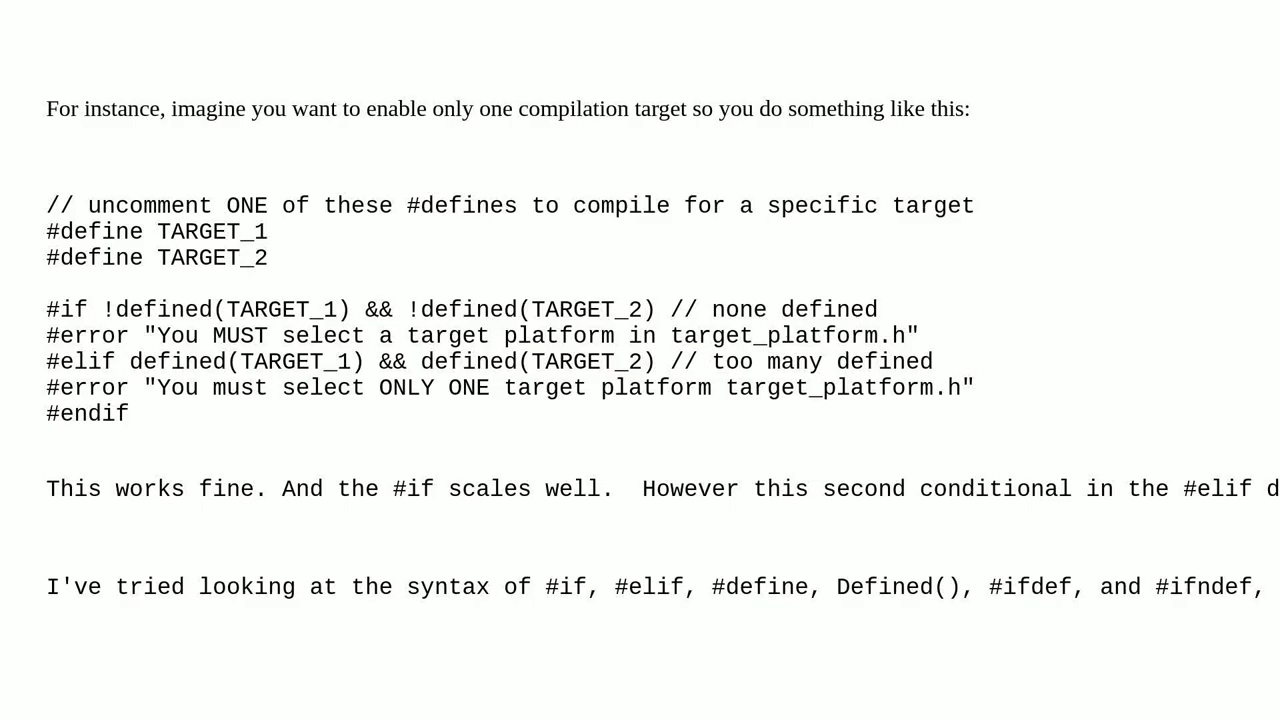 For instance, imagine you want to enable only one compilation target so you do something like this:
// uncomment ONE of these #defines to compile for a specific target
#define TARGET_1
#define TARGET_2
#if !defined(TARGET_1) && !defined(TARGET_2) // none defined
#error "You MUST select a target platform in target_platform.h"
#elif defined(TARGET_1) && defined(TARGET_2) // too many defined
#error "You must select ONLY ONE target platform target_platform.h"
#endif
This works fine. And the #if scales well.  However this second conditional in the #elif
I've tried looking at the syntax of #if, #elif, #define, Defined(), #ifdef, and #ifndef,